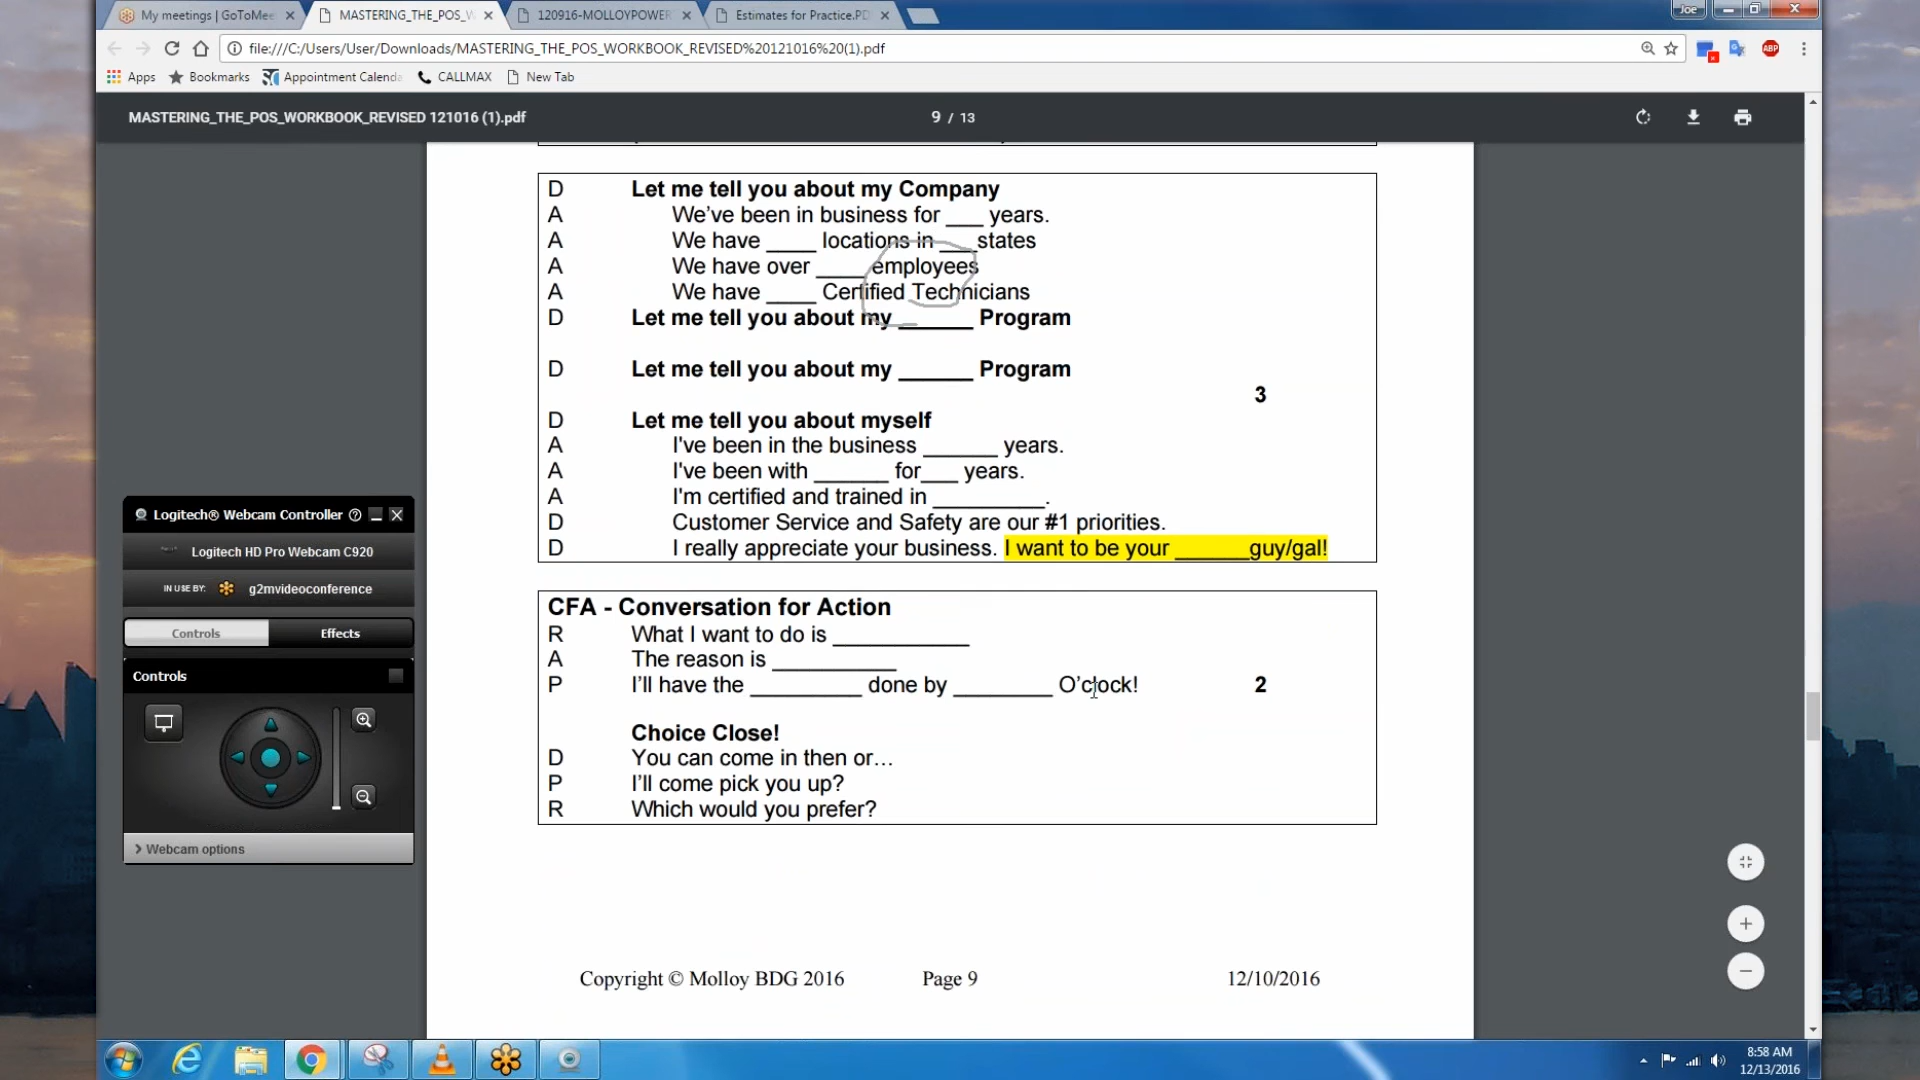 My meetings | GoToMee
MASTERING_THE_POS_W
120916-MOLLOYPOWER
Estimates for Practice.PD
Joe
file:///C:/Users/User/Downloads/MASTERING_THE_POS_WORKBOOK_REVISED%20121016%20(1).pdf
Apps
Bookmarks
Appointment Calenda
CALLMAX
New Tab
MASTERING_THE_POS_WORKBOOK_REVISED 121016 (1).pdf
9 / 13
D Let me tell you about my Company
A We've been in business for ___ years.
A We have ____ locations in ___states
A We have over ____ employees
A We have ____ Certified Technicians
D Let me tell you about my ______ Program
D Let me tell you about my ______ Program
3
D Let me tell you about myself
A I've been in the business ______ years.
A I've been with ______ for___ years.
A I'm certified and trained in _________.
D Customer Service and Safety are our #1 priorities.
D I really appreciate your business. I want to be your ______guy/gal!
CFA - Conversation for Action
R What I want to do is ___________
A The reason is __________
P I'll have the _________ done by ________ O'clock! 2
Choice Close!
D You can come in then or…
P I'll come pick you up?
R Which would you prefer?
Copyright © Molloy BDG 2016 Page 9 12/10/2016
Logitech® Webcam Controller
Logitech HD Pro Webcam C920
IN USE BY: g2mvideoconference
Controls Effects
Controls
Webcam options
ABP
8:58 AM
12/13/2016